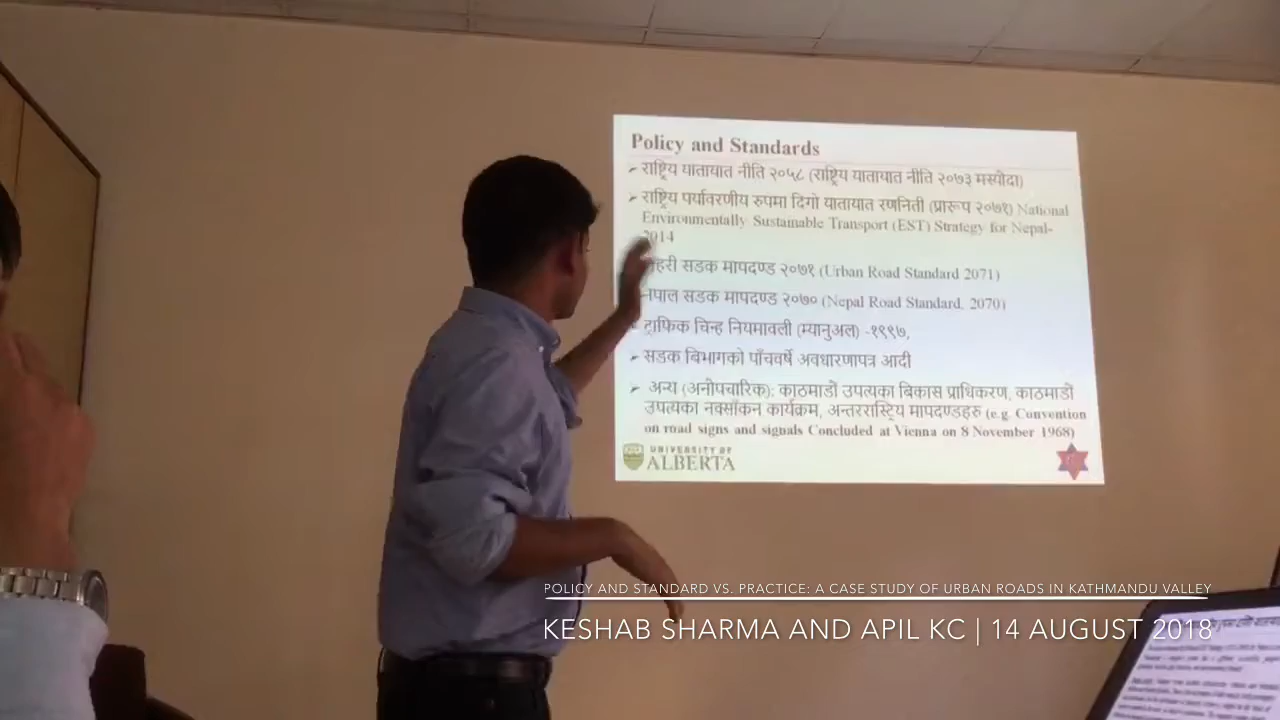 Policy and Standards
➢ राष्ट्रिय यातायात नीति २०५८ (राष्ट्रिय यातायात नीति २०७३ मस्यौदा)
➢ राष्ट्रिय पर्यावरणीय रुपमा दिगो यातायात रणनिती (प्रारूप २०७१) National
Environmentally Sustainable Transport (EST) Strategy for Nepal-
2014
सडक मापदण्ड २०७१ (Urban Road Standard 2071)
सडक मापदण्ड २०७० (Nepal Road Standard, 2070)
ट्राफिक चिन्ह नियमावली (म्यानुअल) -१९९७,
➢ सडक बिभागको पाँचवर्षे अवधारणापत्र आदी
➢ अन्य (अनौपचारिक): काठमाडौं उपत्यका बिकास प्राधिकरण, काठमाडौं
उपत्यका नक्साँकन कार्यक्रम, अन्तरराष्ट्रिय मापदण्डहरु (e.g. Convention
on road signs and signals Concluded at Vienna on 8 November 1968)
UNIVERSITY OF
ALBERTA
POLICY AND STANDARD VS. PRACTICE: A CASE STUDY OF URBAN ROADS IN KATHMANDU VALLEY
KESHAB SHARMA AND APIL KC | 14 AUGUST 2018